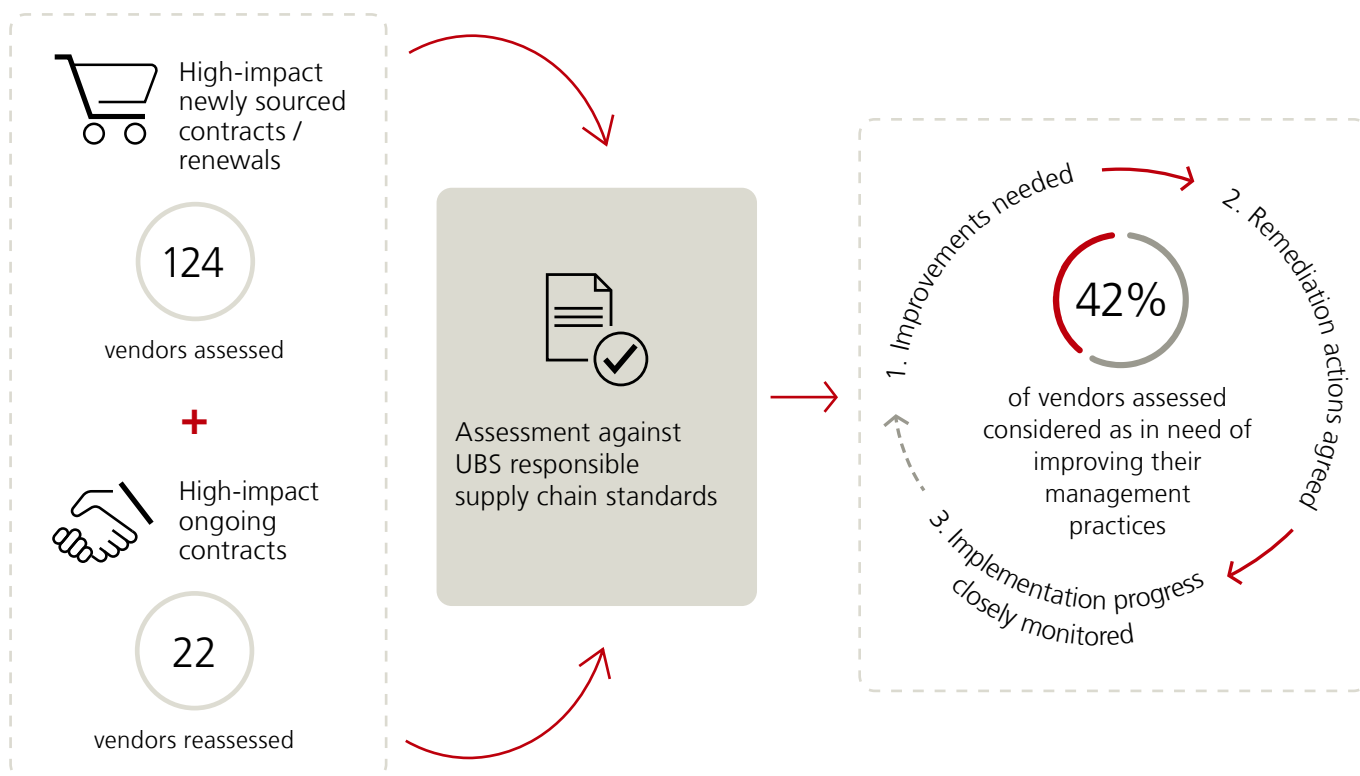 High-impact
newly sourced
contracts /
renewals
124
vendors assessed
+
High-impact
ongoing
contracts
22
vendors reassessed
Assessment against
UBS responsible
supply chain standards
1. Improvements needed
2. Remediation actions agreed
3. Implementation progress
closely monitored
42%
of vendors assessed
considered as in need of
improving their
management
practices